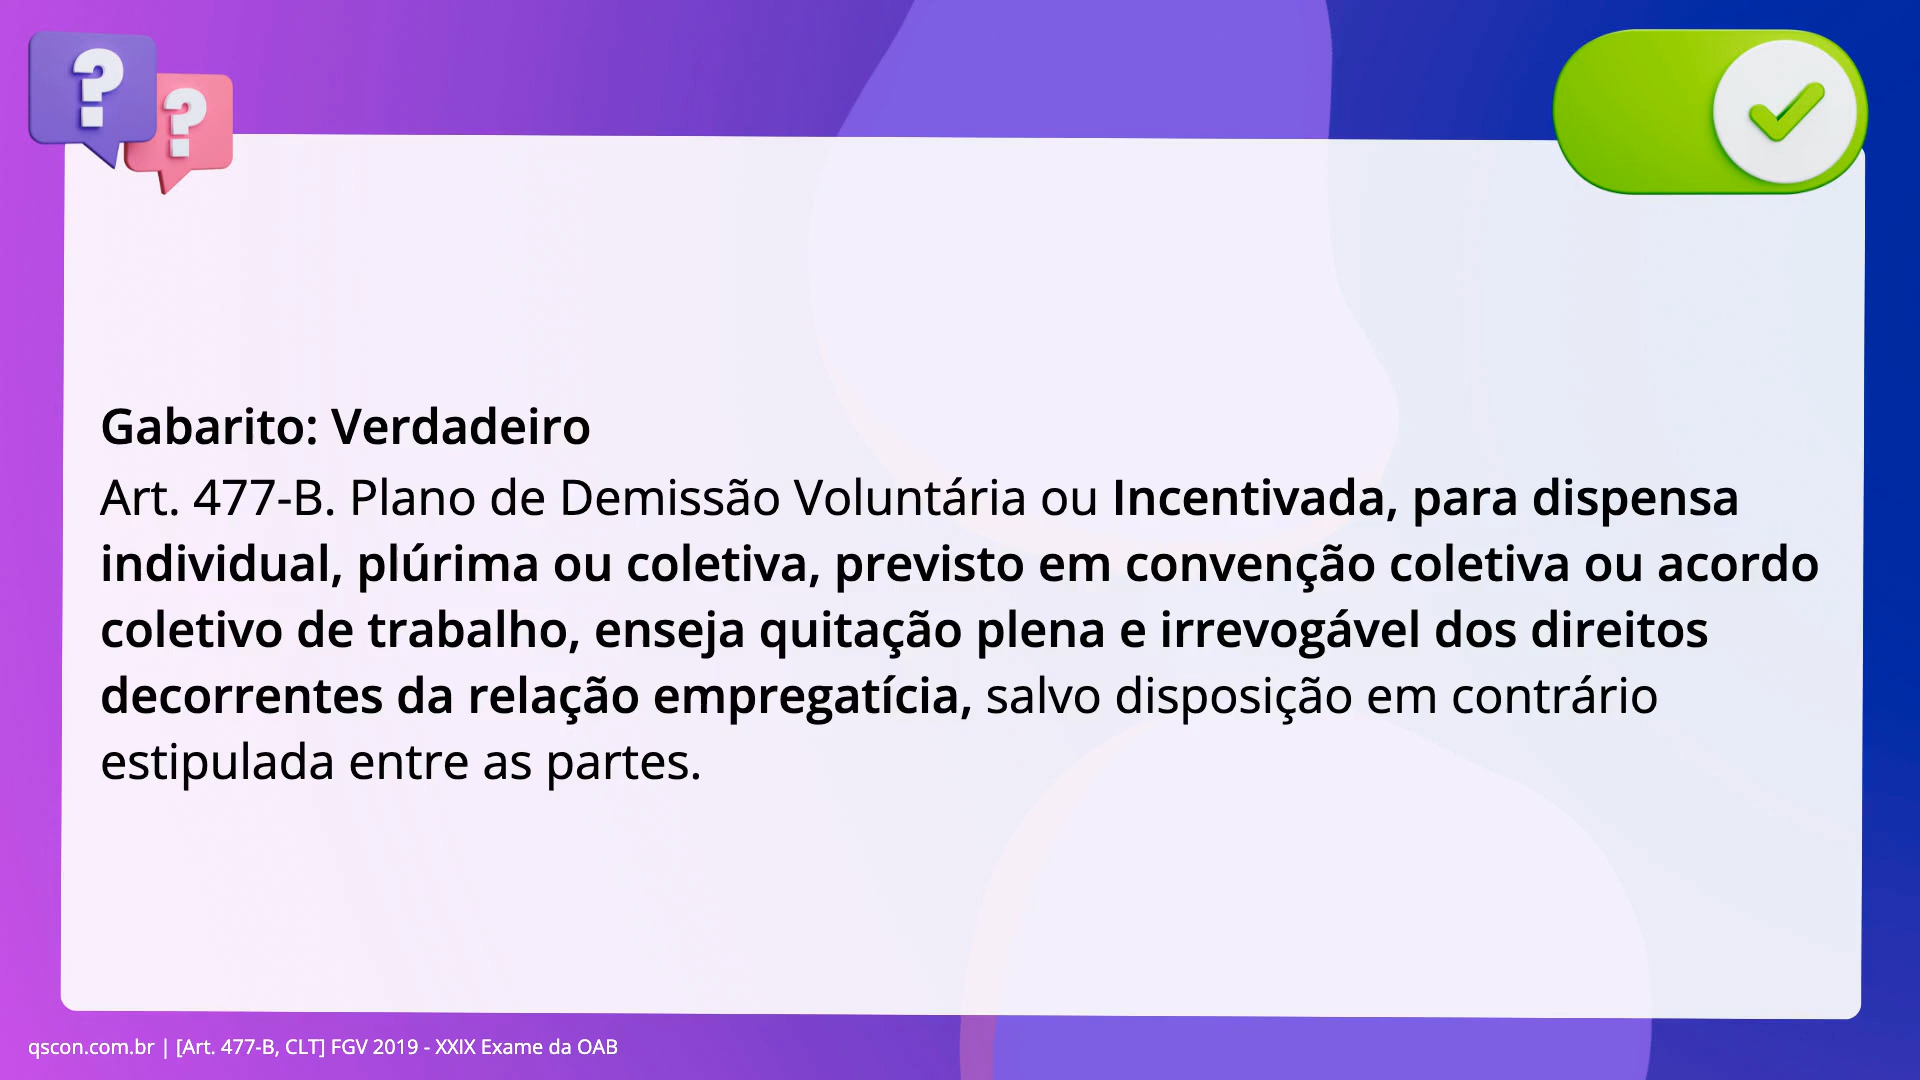 ? ?
Gabarito: Verdadeiro
Art. 477-B. Plano de Demissão Voluntária ou Incentivada, para dispensa
individual, plúrima ou coletiva, previsto em convenção coletiva ou acordo
coletivo de trabalho, enseja quitação plena e irrevogável dos direitos
decorrentes da relação empregatícia, salvo disposição em contrário
estipulada entre as partes.
qscon.com.br | [Art. 477-B, CLT] FGV 2019 - XXIX Exame da OAB